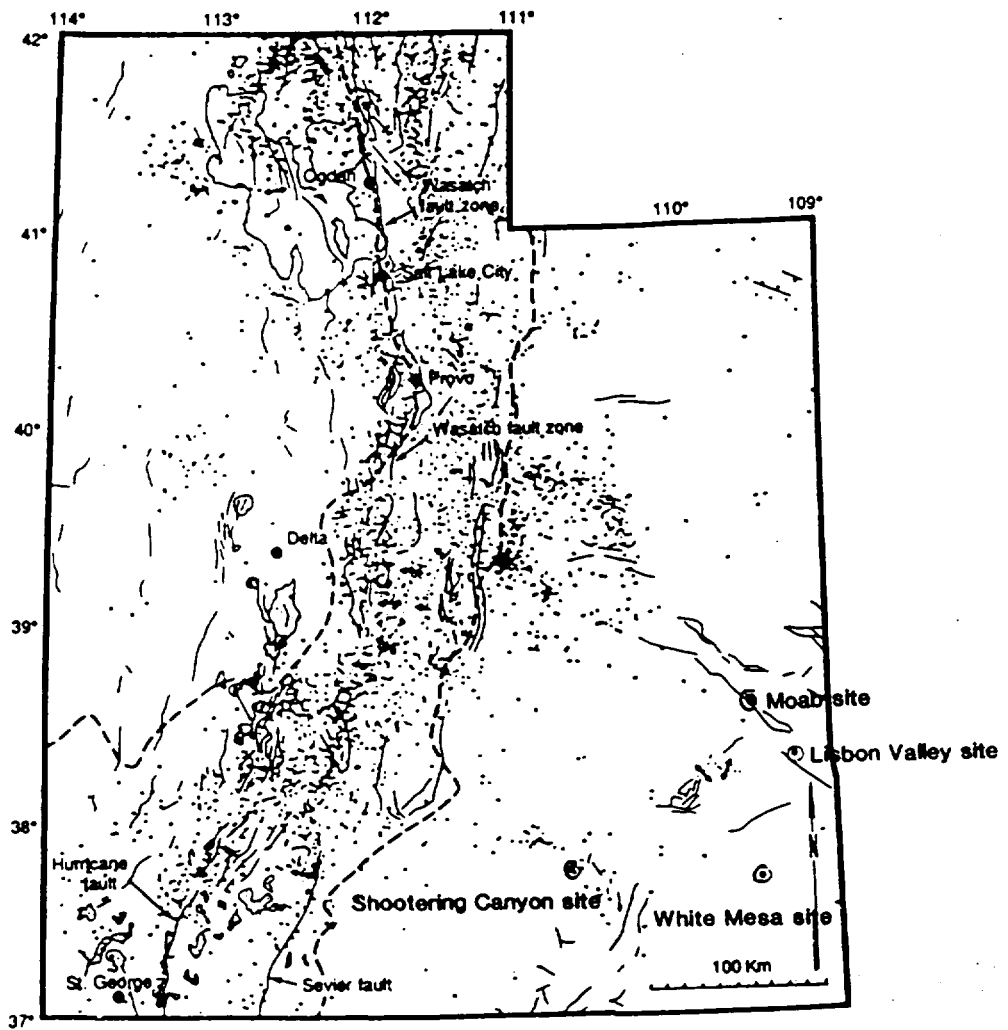 114°
113°
112°
111°
42°
Ogden
Wasatch
fault zone
110°
109°
41°
Salt Lake City
Provo
40°
Wasatch fault zone
Delta
39°
Moab site
Lisbon Valley site
38°
N
Hurricane
fault
Shootering Canyon site
White Mesa site
100 Km
St. George
Sevier fault
37°